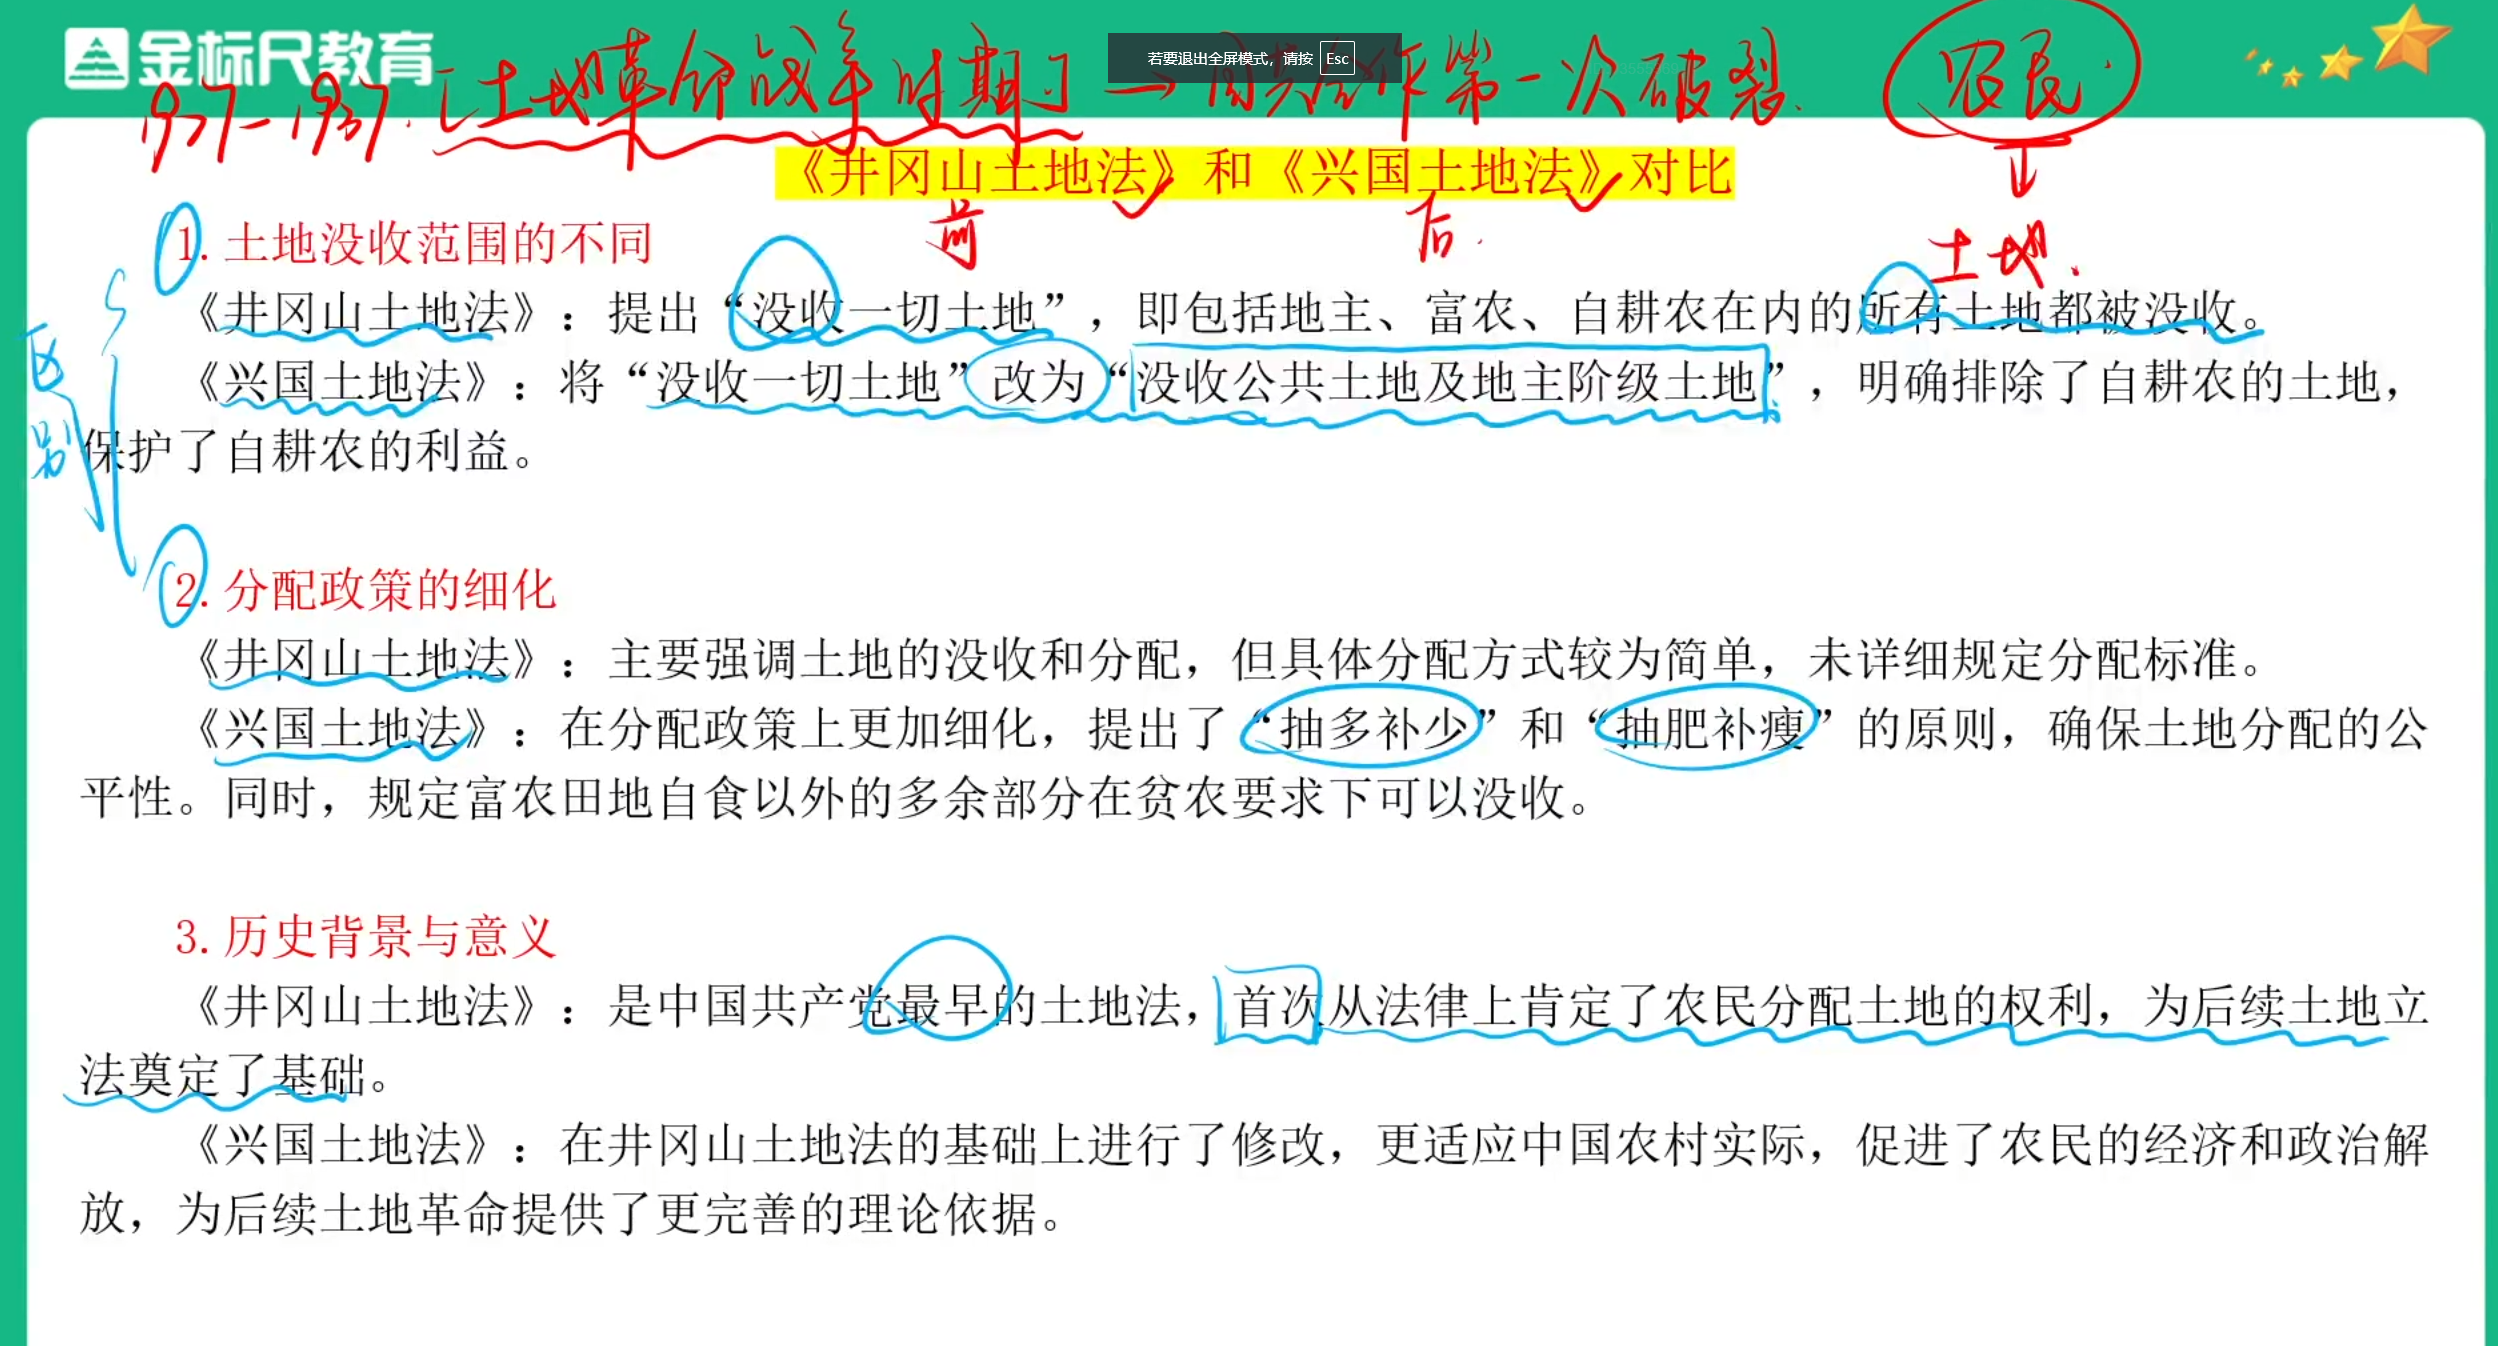 金标尺教育
若要退出全屏模式，请按 Esc
1927-1937.[土地革命战争时期] → 国共合作第一次破裂.
农民.
《井冈山土地法》和《兴国土地法》对比
前
后.
土地.
1.土地没收范围的不同
《井冈山土地法》：提出“没收一切土地”，即包括地主、富农、自耕农在内的所有土地都被没收。
《兴国土地法》：将“没收一切土地”改为“没收公共土地及地主阶级土地”，明确排除了自耕农的土地，
保护了自耕农的利益。
区别
2.分配政策的细化
《井冈山土地法》：主要强调土地的没收和分配，但具体分配方式较为简单，未详细规定分配标准。
《兴国土地法》：在分配政策上更加细化，提出了“抽多补少”和“抽肥补瘦”的原则，确保土地分配的公
平性。同时，规定富农田地自食以外的多余部分在贫农要求下可以没收。
3.历史背景与意义
《井冈山土地法》：是中国共产党最早的土地法，首次从法律上肯定了农民分配土地的权利，为后续土地立
法奠定了基础。
《兴国土地法》：在井冈山土地法的基础上进行了修改，更适应中国农村实际，促进了农民的经济和政治解
放，为后续土地革命提供了更完善的理论依据。